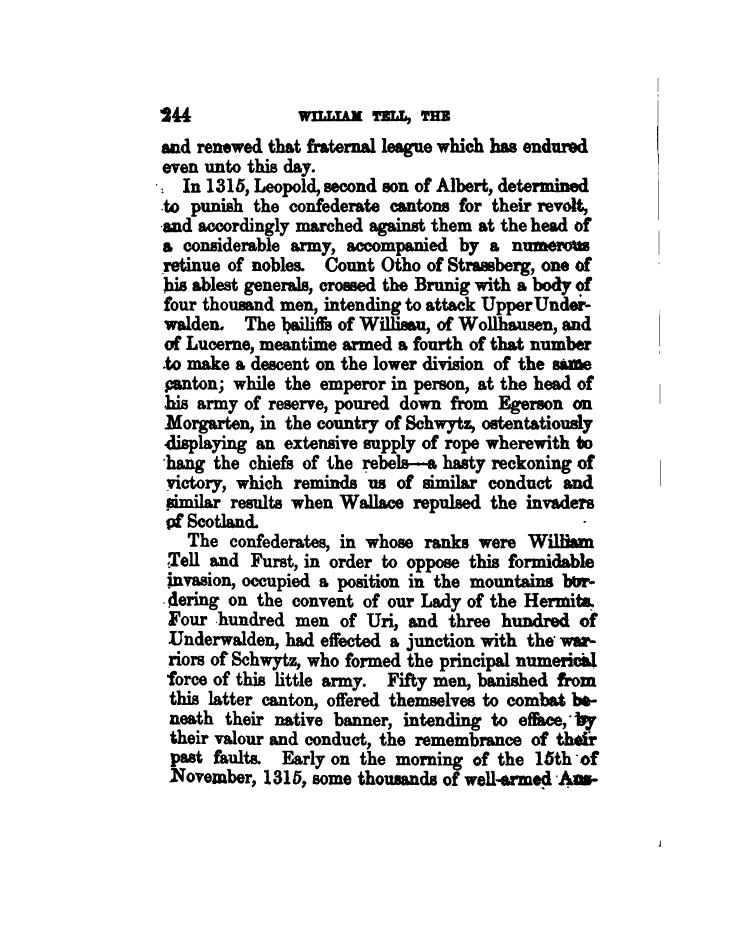 244 WILLIAM TELL, THE
and renewed that fraternal league which has endured
even unto this day.
In 1315, Leopold, second son of Albert, determined
to punish the confederate cantons for their revolt,
and accordingly marched against them at the head of
a considerable army, accompanied by a numerous
retinue of nobles. Count Otho of Strassberg, one of
his ablest generals, crossed the Brunig with a body of
four thousand men, intending to attack Upper Under-
walden. The bailiffs of Willisau, of Wollhausen, and
of Lucerne, meantime armed a fourth of that number
to make a descent on the lower division of the same
canton; while the emperor in person, at the head of
his army of reserve, poured down from Egerson on
Morgarten, in the country of Schwytz, ostentatiously
displaying an extensive supply of rope wherewith to
hang the chiefs of the rebels—a hasty reckoning of
victory, which reminds us of similar conduct and
similar results when Wallace repulsed the invaders
of Scotland.
The confederates, in whose ranks were William
Tell and Furst, in order to oppose this formidable
invasion, occupied a position in the mountains bor-
dering on the convent of our Lady of the Hermits.
Four hundred men of Uri, and three hundred of
Underwalden, had effected a junction with the war-
riors of Schwytz, who formed the principal numerical
force of this little army. Fifty men, banished from
this latter canton, offered themselves to combat be-
neath their native banner, intending to efface, by
their valour and conduct, the remembrance of their
past faults. Early on the morning of the 15th of
November, 1315, some thousands of well-armed Aus-